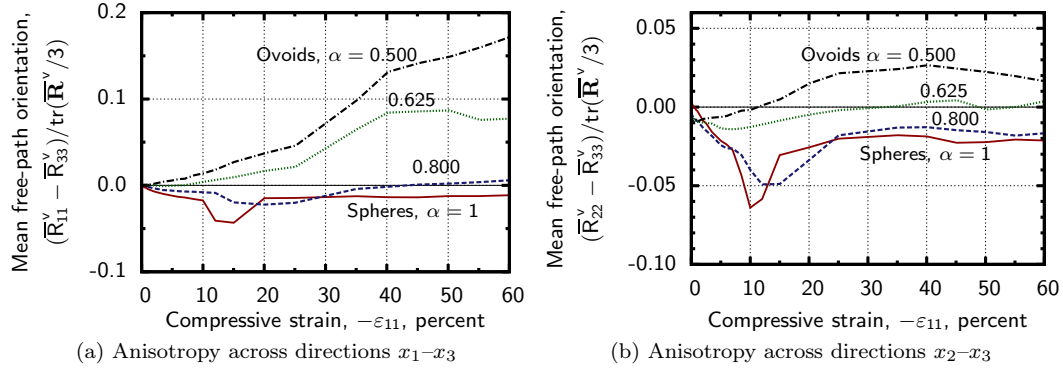 Mean free-path orientation,
(R̅ᵛ₁₁ − R̅ᵛ₃₃)/tr(𝐑̅ᵛ/3)
0.2
0.1
0.0
-0.1
Ovoids, α = 0.500
0.625
0.800
Spheres, α = 1
0 10 20 30 40 50 60
Compressive strain, −ε₁₁, percent
(a) Anisotropy across directions x₁–x₃
Mean free-path orientation,
(R̅ᵛ₂₂ − R̅ᵛ₃₃)/tr(𝐑̅ᵛ/3)
0.05
0.00
-0.05
-0.10
Ovoids, α = 0.500
0.625
0.800
Spheres, α = 1
0 10 20 30 40 50 60
Compressive strain, −ε₁₁, percent
(b) Anisotropy across directions x₂–x₃